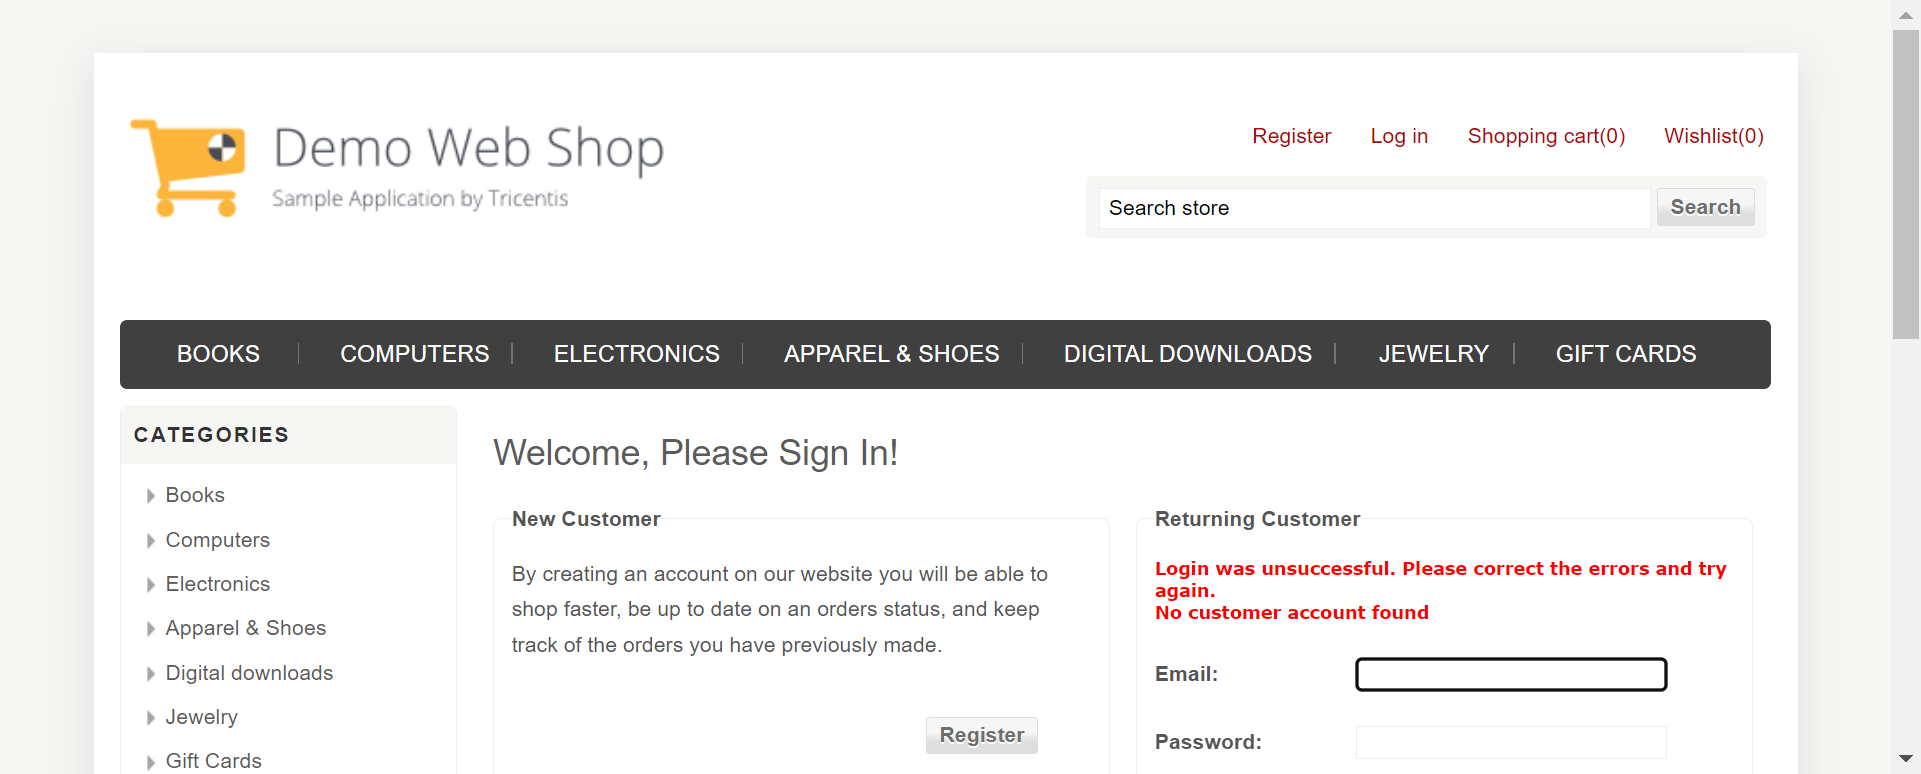 Demo Web Shop
Sample Application by Tricentis
Register Log in Shopping cart(0) Wishlist(0)
Search store Search
BOOKS COMPUTERS ELECTRONICS APPAREL & SHOES DIGITAL DOWNLOADS JEWELRY GIFT CARDS
CATEGORIES
Books
Computers
Electronics
Apparel & Shoes
Digital downloads
Jewelry
Gift Cards
Welcome, Please Sign In!
New Customer
By creating an account on our website you will be able to
shop faster, be up to date on an orders status, and keep
track of the orders you have previously made.
Register
Returning Customer
Login was unsuccessful. Please correct the errors and try
again.
No customer account found
Email:
Password: